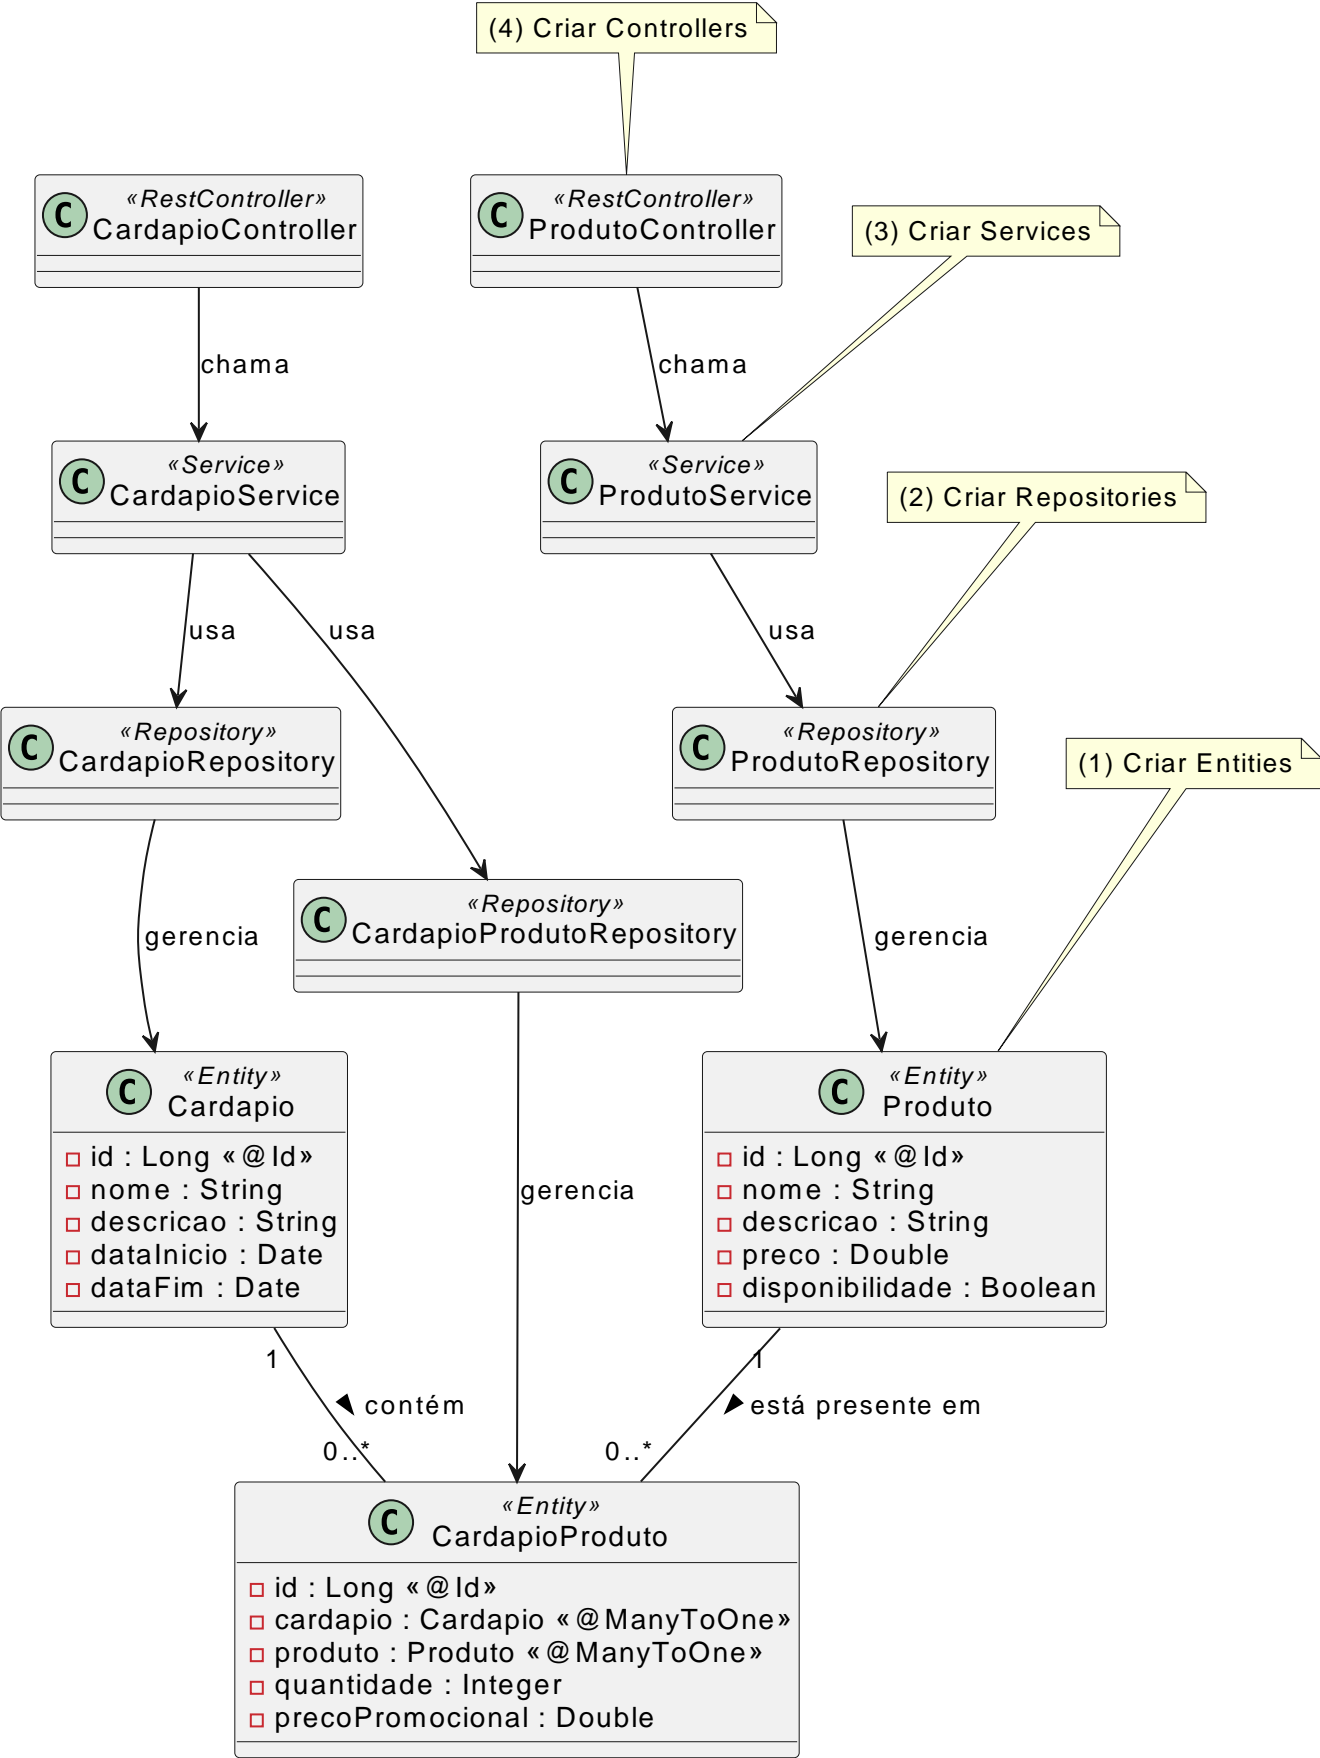 (4) Criar Controllers
C
«RestController»
CardapioController
C
«RestController»
ProdutoController
(3) Criar Services
chama
chama
C
«Service»
CardapioService
C
«Service»
ProdutoService
(2) Criar Repositories
usa
usa
usa
C
«Repository»
CardapioRepository
C
«Repository»
ProdutoRepository
(1) Criar Entities
C
«Repository»
CardapioProdutoRepository
gerencia
gerencia
C
«Entity»
Cardapio
id : Long «@Id»
nome : String
descricao : String
dataInicio : Date
dataFim : Date
gerencia
C
«Entity»
Produto
id : Long «@Id»
nome : String
descricao : String
preco : Double
disponibilidade : Boolean
1
contém
0..*
1
está presente em
0..*
C
«Entity»
CardapioProduto
id : Long «@Id»
cardapio : Cardapio «@ManyToOne»
produto : Produto «@ManyToOne»
quantidade : Integer
precoPromocional : Double